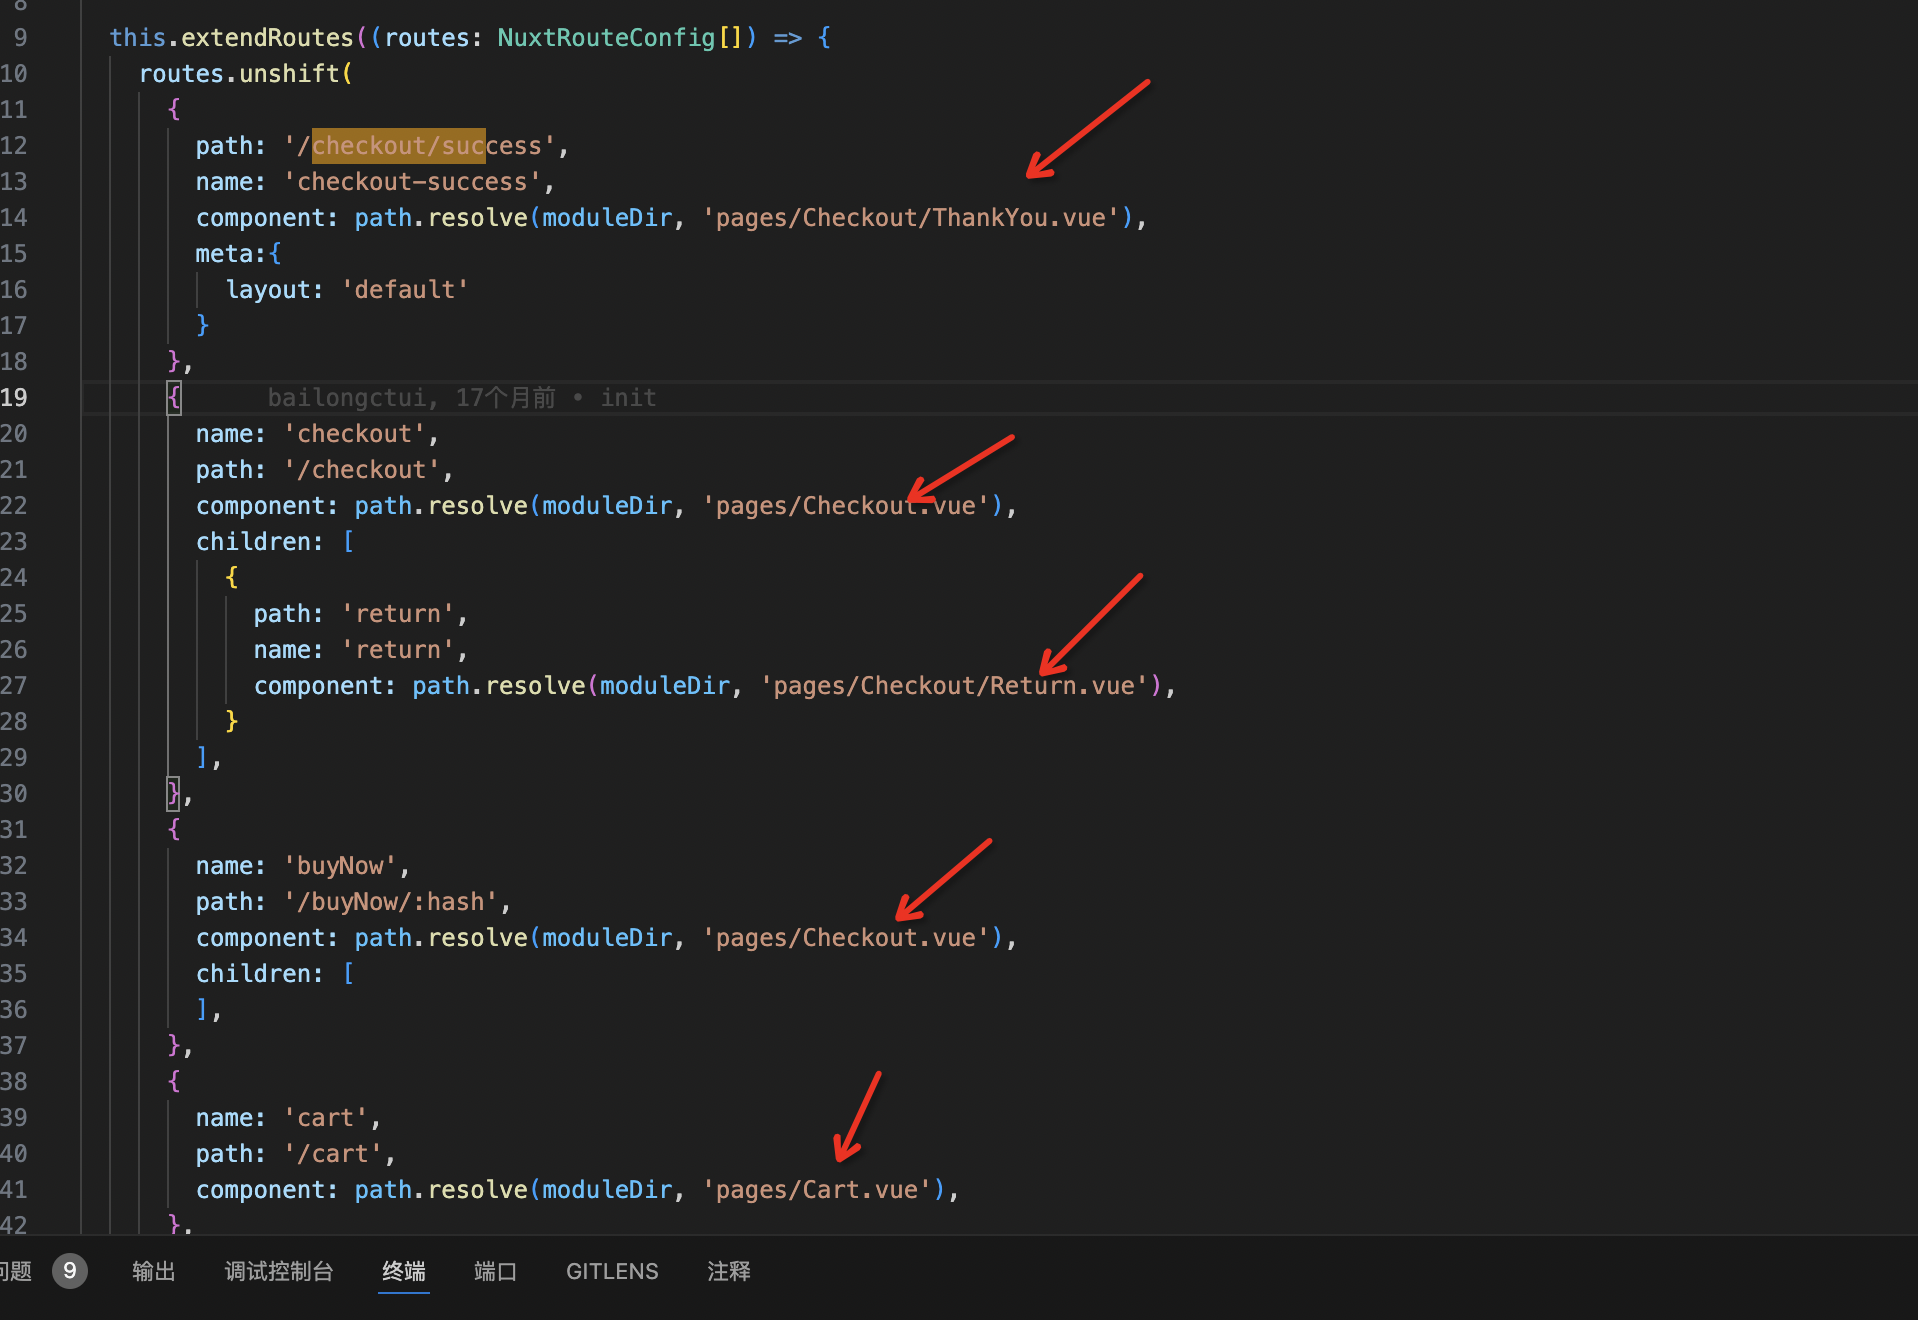 8
9 this.extendRoutes((routes: NuxtRouteConfig[]) => {
10 routes.unshift(
11 {
12 path: '/checkout/success',
13 name: 'checkout-success',
14 component: path.resolve(moduleDir, 'pages/Checkout/ThankYou.vue'),
15 meta:{
16 layout: 'default'
17 }
18 },
19 { bailongctui, 17个月前 • init
20 name: 'checkout',
21 path: '/checkout',
22 component: path.resolve(moduleDir, 'pages/Checkout.vue'),
23 children: [
24 {
25 path: 'return',
26 name: 'return',
27 component: path.resolve(moduleDir, 'pages/Checkout/Return.vue'),
28 }
29 ],
30 },
31 {
32 name: 'buyNow',
33 path: '/buyNow/:hash',
34 component: path.resolve(moduleDir, 'pages/Checkout.vue'),
35 children: [
36 ],
37 },
38 {
39 name: 'cart',
40 path: '/cart',
41 component: path.resolve(moduleDir, 'pages/Cart.vue'),
42 },
问题 9 输出 调试控制台 终端 端口 GITLENS 注释